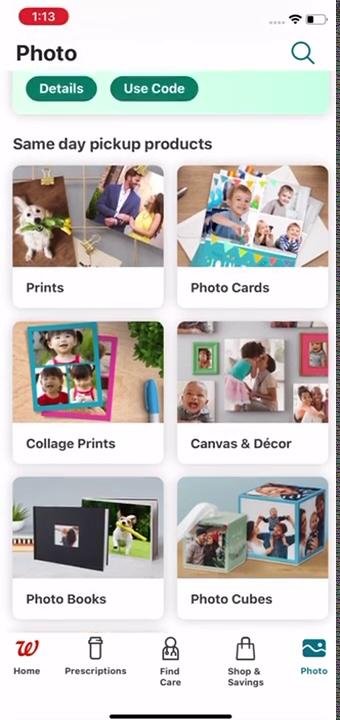 1:13
Photo
Details
Use Code
Same day pickup products
Prints
Photo Cards
Collage Prints
Canvas & Décor
Photo Books
Photo Cubes
Home
Prescriptions
Find
Care
Shop &
Savings
Photo